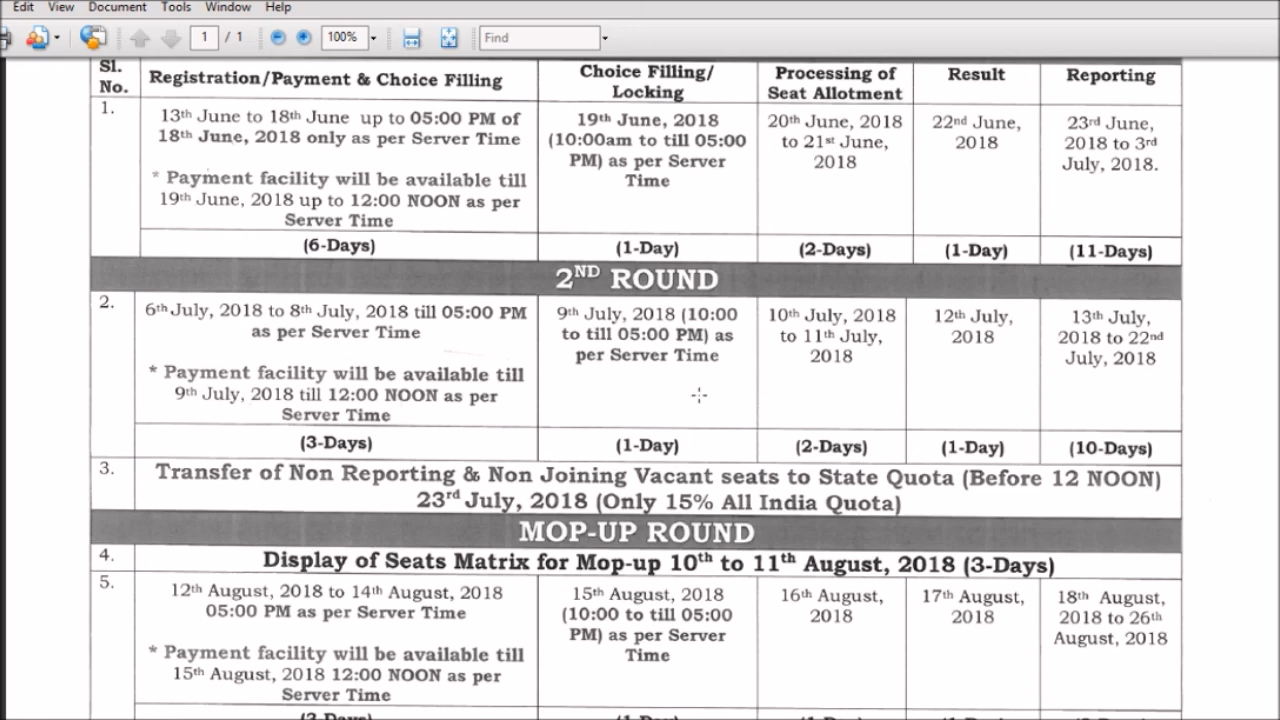 Edit View Document Tools Window Help
1 / 1 100% Find
Sl. No. Registration/Payment & Choice Filling Choice Filling/ Locking Processing of Seat Allotment Result Reporting
1.
13th June to 18th June up to 05:00 PM of
18th June, 2018 only as per Server Time
* Payment facility will be available till
19th June, 2018 up to 12:00 NOON as per
Server Time
19th June, 2018
(10:00am to till 05:00
PM) as per Server
Time
20th June, 2018
to 21st June,
2018
22nd June,
2018
23rd June,
2018 to 3rd
July, 2018.
(6-Days) (1-Day) (2-Days) (1-Day) (11-Days)
2ND ROUND
2.
6th July, 2018 to 8th July, 2018 till 05:00 PM
as per Server Time
* Payment facility will be available till
9th July, 2018 till 12:00 NOON as per
Server Time
9th July, 2018 (10:00
to till 05:00 PM) as
per Server Time
10th July, 2018
to 11th July,
2018
12th July,
2018
13th July,
2018 to 22nd
July, 2018
(3-Days) (1-Day) (2-Days) (1-Day) (10-Days)
3.
Transfer of Non Reporting & Non Joining Vacant seats to State Quota (Before 12 NOON)
23rd July, 2018 (Only 15% All India Quota)
MOP-UP ROUND
4.
Display of Seats Matrix for Mop-up 10th to 11th August, 2018 (3-Days)
5.
12th August, 2018 to 14th August, 2018
05:00 PM as per Server Time
* Payment facility will be available till
15th August, 2018 12:00 NOON as per
Server Time
15th August, 2018
(10:00 to till 05:00
PM) as per Server
Time
16th August,
2018
17th August,
2018
18th August,
2018 to 26th
August, 2018